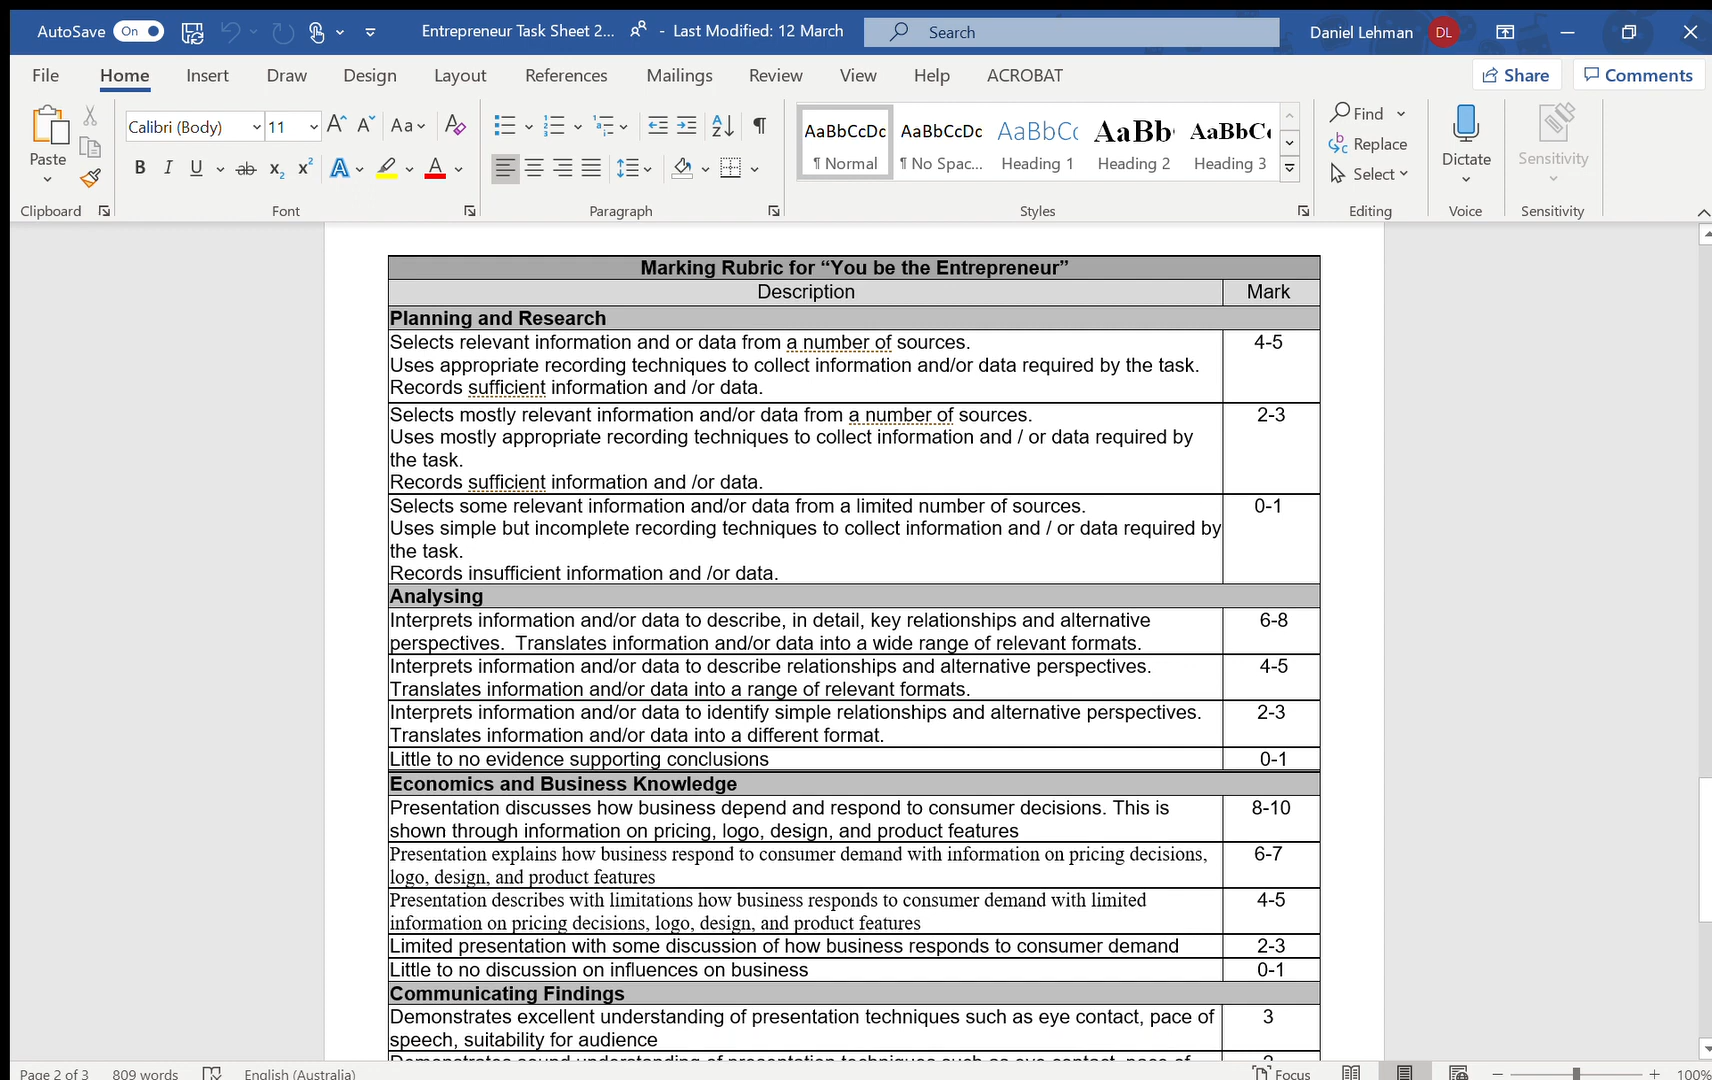 AutoSave On Entrepreneur Task Sheet 2... - Last Modified: 12 March Search Daniel Lehman DL
File Home Insert Draw Design Layout References Mailings Review View Help ACROBAT Share Comments
Paste
Calibri (Body) 11
Aa
B I U ab x2 x2 A A
AaBbCcDc AaBbCcDc AaBbCc AaBb AaBbCc
¶ Normal ¶ No Spac... Heading 1 Heading 2 Heading 3
Find
Replace
Select
Dictate
Sensitivity
Clipboard Font Paragraph Styles Editing Voice Sensitivity
Marking Rubric for “You be the Entrepreneur”
Description Mark
Planning and Research
Selects relevant information and or data from a number of sources. 4-5
Uses appropriate recording techniques to collect information and/or data required by the task.
Records sufficient information and /or data.
Selects mostly relevant information and/or data from a number of sources. 2-3
Uses mostly appropriate recording techniques to collect information and / or data required by
the task.
Records sufficient information and /or data.
Selects some relevant information and/or data from a limited number of sources. 0-1
Uses simple but incomplete recording techniques to collect information and / or data required by
the task.
Records insufficient information and /or data.
Analysing
Interprets information and/or data to describe, in detail, key relationships and alternative 6-8
perspectives.  Translates information and/or data into a wide range of relevant formats.
Interprets information and/or data to describe relationships and alternative perspectives. 4-5
Translates information and/or data into a range of relevant formats.
Interprets information and/or data to identify simple relationships and alternative perspectives. 2-3
Translates information and/or data into a different format.
Little to no evidence supporting conclusions 0-1
Economics and Business Knowledge
Presentation discusses how business depend and respond to consumer decisions. This is 8-10
shown through information on pricing, logo, design, and product features
Presentation explains how business respond to consumer demand with information on pricing decisions, 6-7
logo, design, and product features
Presentation describes with limitations how business responds to consumer demand with limited 4-5
information on pricing decisions, logo, design, and product features
Limited presentation with some discussion of how business responds to consumer demand 2-3
Little to no discussion on influences on business 0-1
Communicating Findings
Demonstrates excellent understanding of presentation techniques such as eye contact, pace of 3
speech, suitability for audience
Demonstrates sound understanding of presentation techniques such as eye contact, pace of 2
Page 2 of 3 809 words English (Australia) Focus 100%